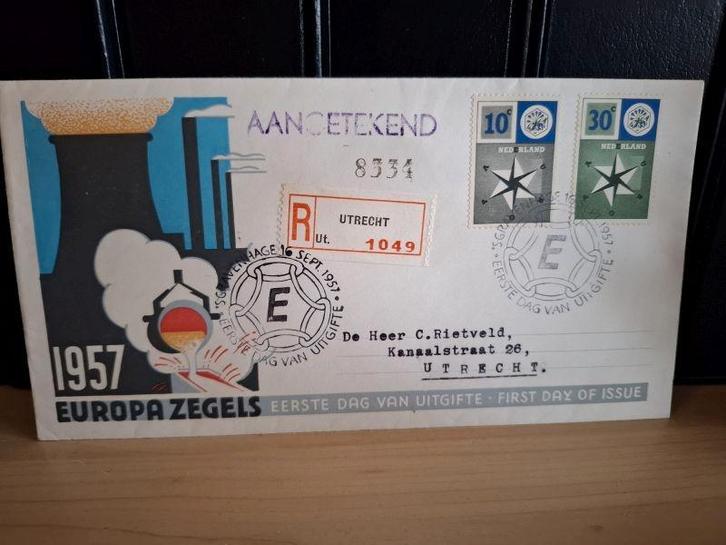 AANGETEKEND
8334
R
Ut.
UTRECHT
1049
10c
NEDERLAND
30c
NEDERLAND
'S GRAVENHAGE 16 SEPT. 1957
E
EERSTE DAG VAN UITGIFTE
16 1957
E
EERSTE DAG VAN UITGIFTE
De Heer C.Rietveld,
Kanaalstraat 26,
UTRECHT.
1957
EUROPA ZEGELS EERSTE DAG VAN UITGIFTE · FIRST DAY OF ISSUE